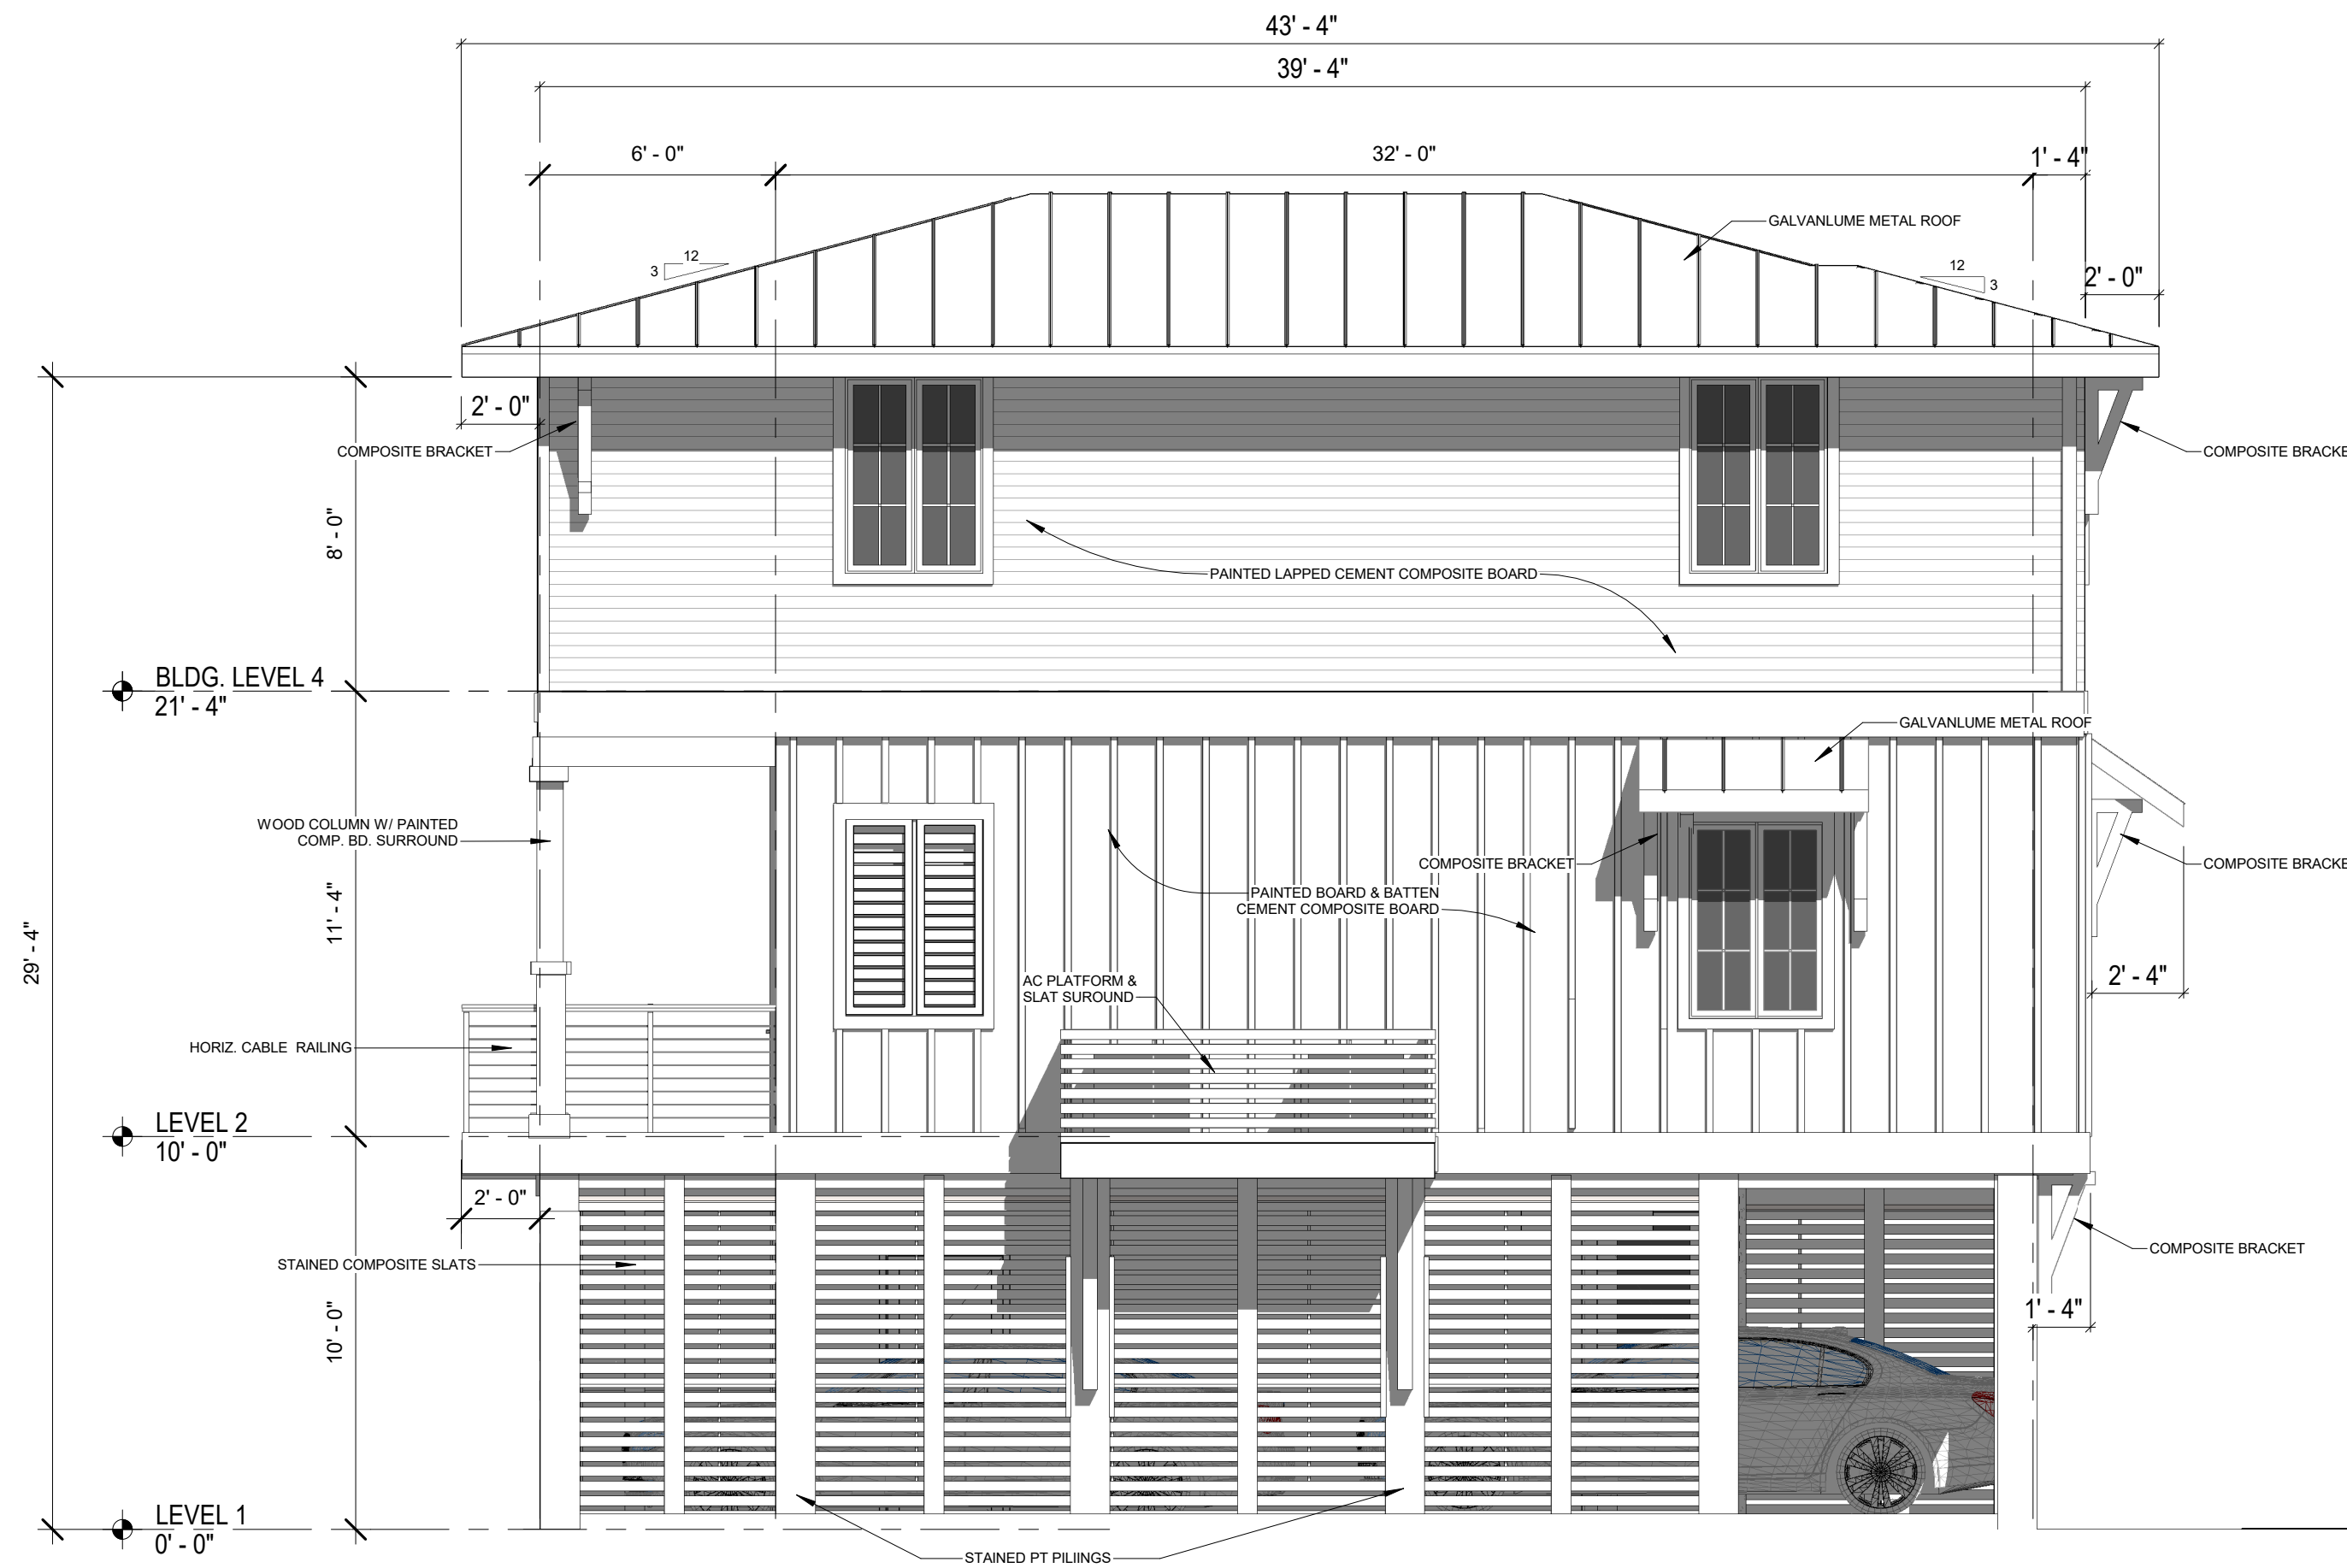 43' - 4"
39' - 4"
6' - 0"
32' - 0"
1' - 4"
GALVANLUME METAL ROOF
12
3
12
3
2' - 0"
2' - 0"
COMPOSITE BRACKET
COMPOSITE BRACKE
8' - 0"
PAINTED LAPPED CEMENT COMPOSITE BOARD
BLDG. LEVEL 4
21' - 4"
GALVANLUME METAL ROOF
WOOD COLUMN W/ PAINTED
COMP. BD. SURROUND
COMPOSITE BRACKET
COMPOSITE BRACKE
11' - 4"
PAINTED BOARD & BATTEN
CEMENT COMPOSITE BOARD
29' - 4"
AC PLATFORM &
SLAT SUROUND
2' - 4"
HORIZ. CABLE RAILING
LEVEL 2
10' - 0"
2' - 0"
STAINED COMPOSITE SLATS
COMPOSITE BRACKET
1' - 4"
10' - 0"
LEVEL 1
0' - 0"
STAINED PT PILIINGS